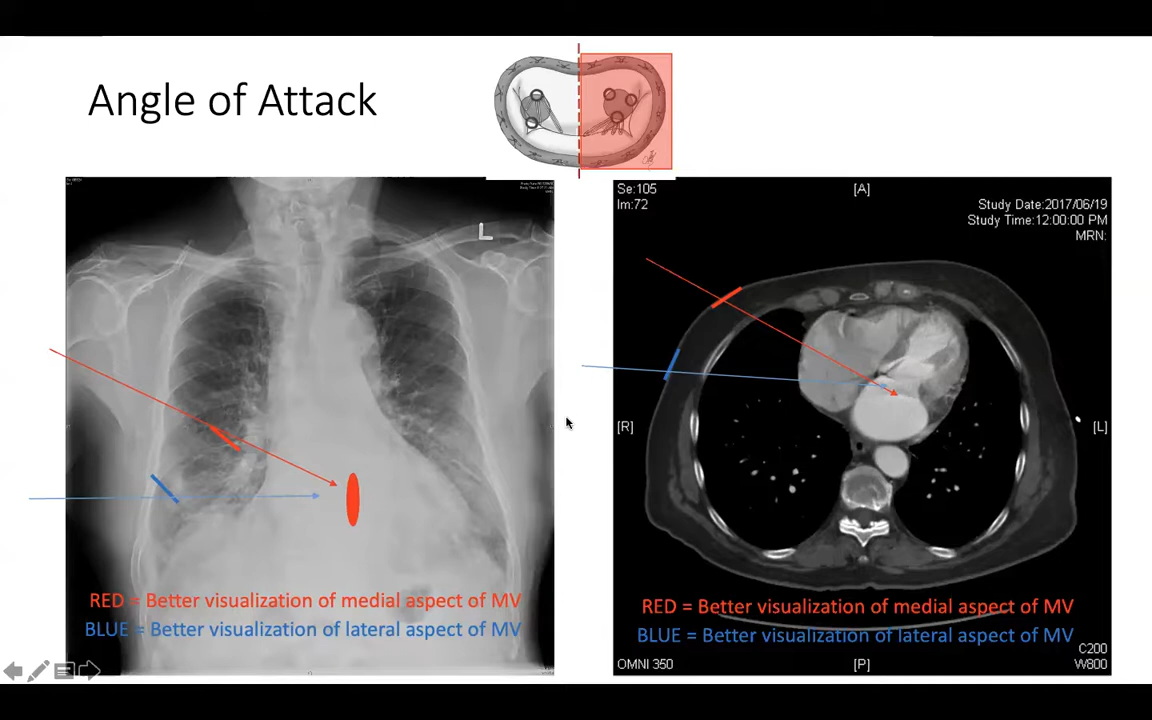 Angle of Attack
L
RED = Better visualization of medial aspect of MV
BLUE = Better visualization of lateral aspect of MV
Se:105
Im:72
[A]
Study Date:2017/06/19
Study Time:12:00:00 PM
MRN:
[R]
[L]
RED = Better visualization of medial aspect of MV
BLUE = Better visualization of lateral aspect of MV
OMNI 350
[P]
C200
W800